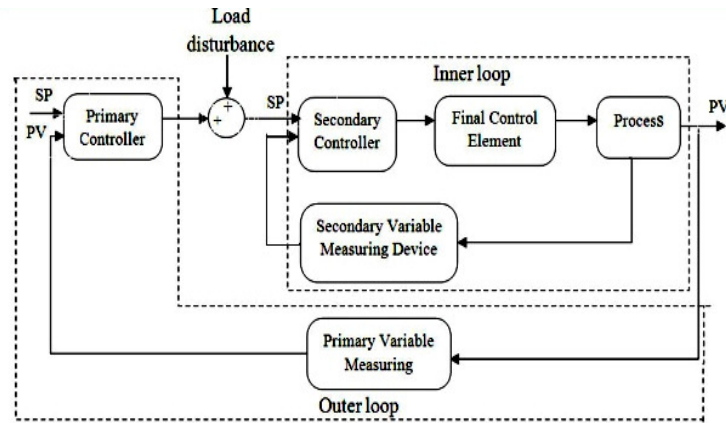 Load
disturbance
Inner loop
SP
PV
Primary
Controller
+
+
SP
Secondary
Controller
Final Control
Element
Process
PV
Secondary Variable
Measuring Device
Primary Variable
Measuring
Outer loop